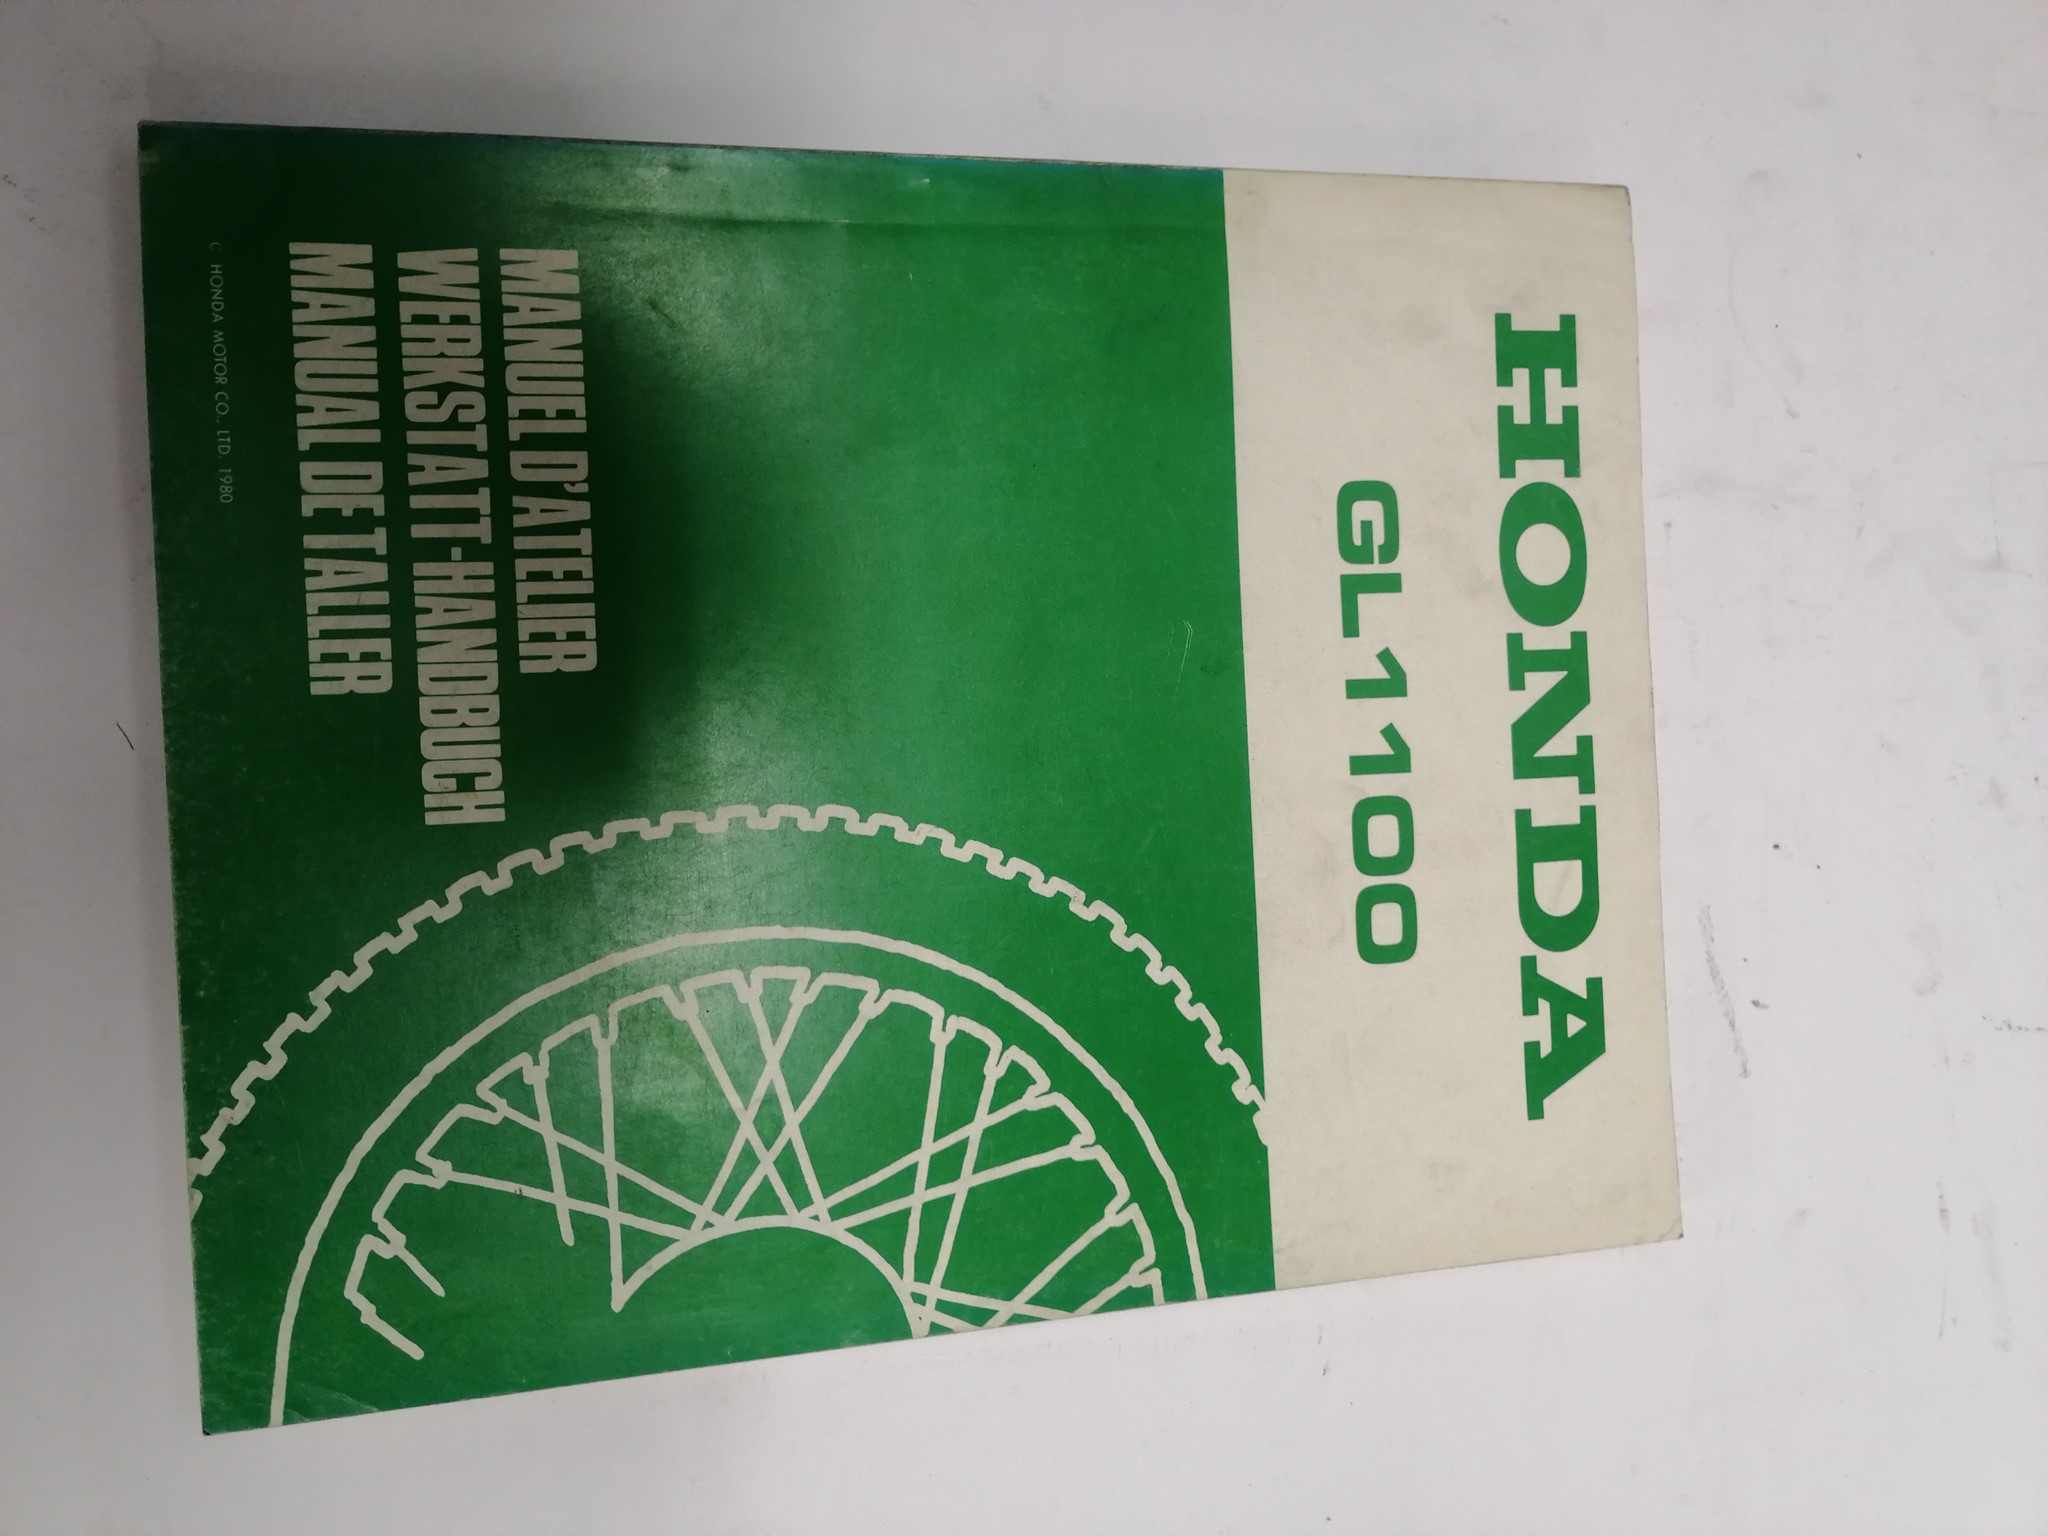 HONDA
GL1100
MANUEL D'ATELIER
WERKSTATT-HANDBUCH
MANUAL DE TALLER
C HONDA MOTOR CO., LTD. 1980